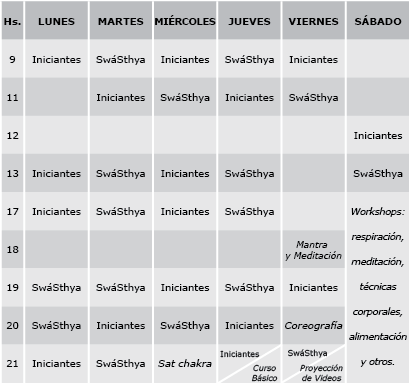 Hs. LUNES MARTES MIÉRCOLES JUEVES VIERNES SÁBADO
9 Iniciantes SwáSthya Iniciantes SwáSthya Iniciantes
11 Iniciantes SwáSthya Iniciantes SwáSthya
12 Iniciantes
13 Iniciantes SwáSthya Iniciantes SwáSthya SwáSthya
17 Iniciantes SwáSthya Iniciantes SwáSthya Workshops:
respiración,
18 Mantra
y Meditación
meditación,
19 SwáSthya SwáSthya Iniciantes SwáSthya Iniciantes técnicas
corporales,
20 SwáSthya Iniciantes SwáSthya Iniciantes Coreografía
alimentación
21 Iniciantes SwáSthya Sat chakra Iniciantes SwáSthya y otros.
Curso Proyección
Básico de Videos